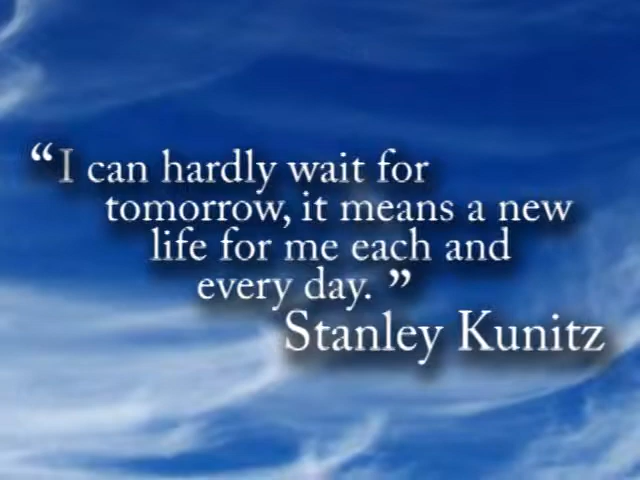 “I can hardly wait for
tomorrow, it means a new
life for me each and
every day.”
Stanley Kunitz